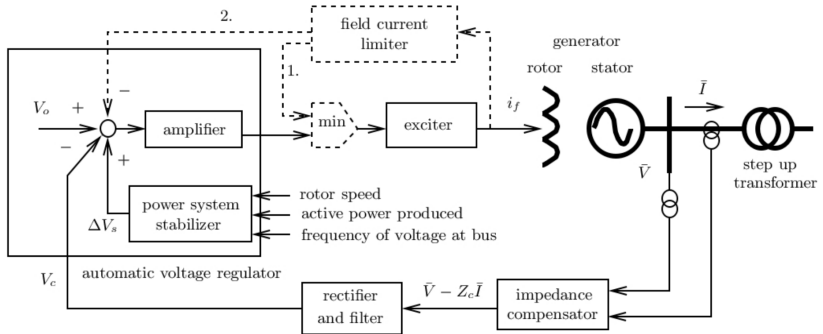 2.
field current
limiter
generator
rotor stator
1.
V̄
Ī
V_o
+
−
amplifier
min
exciter
i_f
−
+
step up
transformer
power system
stabilizer
rotor speed
active power produced
frequency of voltage at bus
ΔV_s
V_c
automatic voltage regulator
rectifier
and filter
V̄ − Z_cĪ
impedance
compensator